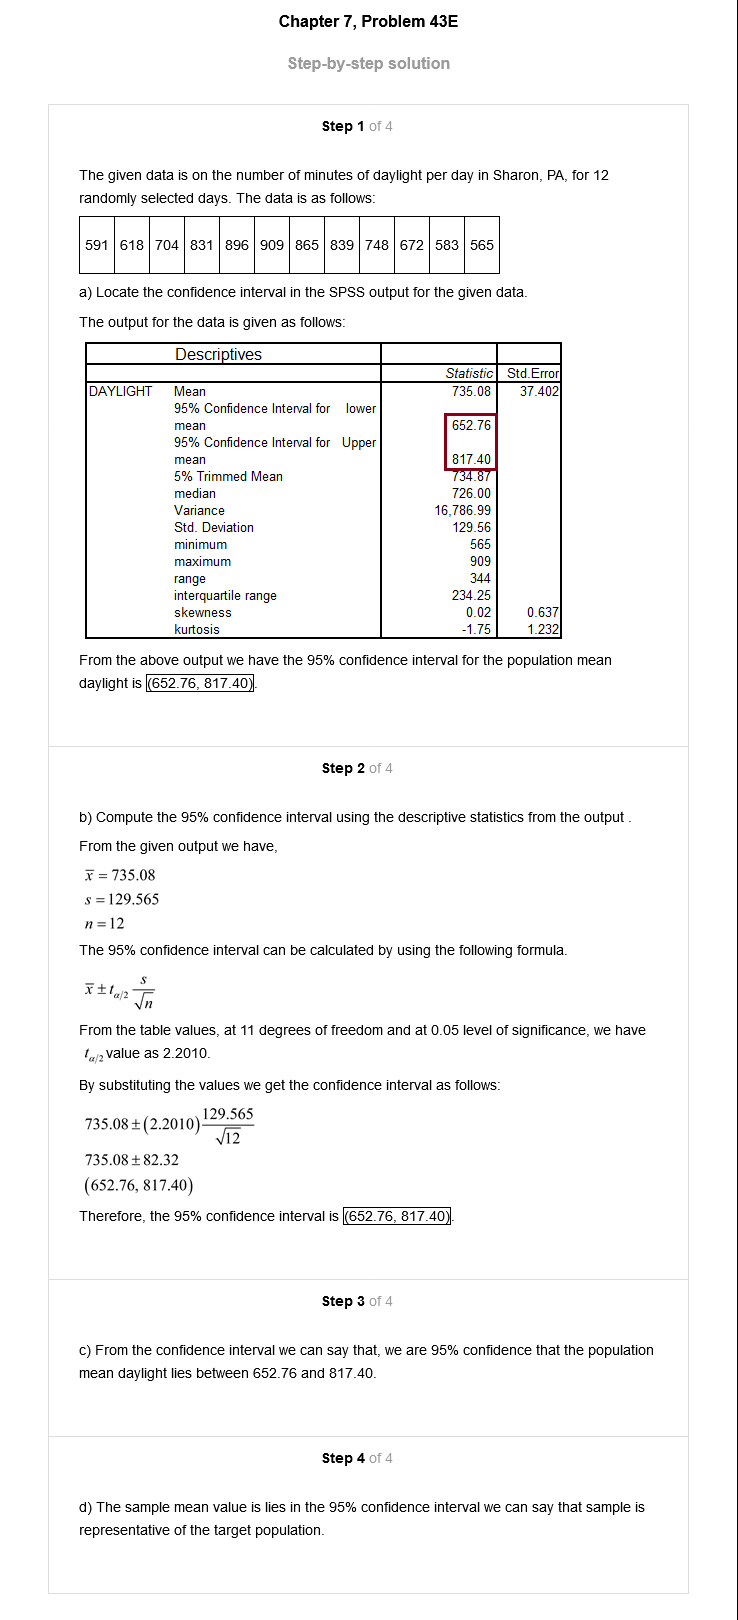 Chapter 7, Problem 43E
Step-by-step solution
Step 1 of 4
The given data is on the number of minutes of daylight per day in Sharon, PA, for 12
randomly selected days. The data is as follows:
591 618 704 831 896 909 865 839 748 672 583 565
a) Locate the confidence interval in the SPSS output for the given data.
The output for the data is given as follows:
Descriptives
Statistic Std.Error
DAYLIGHT Mean 735.08 37.402
95% Confidence Interval for lower
mean 652.76
95% Confidence Interval for Upper
mean 817.40
5% Trimmed Mean 734.87
median 726.00
Variance 16,786.99
Std. Deviation 129.56
minimum 565
maximum 909
range 344
interquartile range 234.25
skewness 0.02 0.637
kurtosis -1.75 1.232
From the above output we have the 95% confidence interval for the population mean
daylight is (652.76, 817.40).
Step 2 of 4
b) Compute the 95% confidence interval using the descriptive statistics from the output .
From the given output we have,
x̅ = 735.08
s = 129.565
n = 12
The 95% confidence interval can be calculated by using the following formula.
x̅ ± t_{α/2} s/√n
From the table values, at 11 degrees of freedom and at 0.05 level of significance, we have
t_{α/2} value as 2.2010.
By substituting the values we get the confidence interval as follows:
735.08 ± (2.2010) 129.565/√12
735.08 ± 82.32
(652.76, 817.40)
Therefore, the 95% confidence interval is (652.76, 817.40).
Step 3 of 4
c) From the confidence interval we can say that, we are 95% confidence that the population
mean daylight lies between 652.76 and 817.40.
Step 4 of 4
d) The sample mean value is lies in the 95% confidence interval we can say that sample is
representative of the target population.